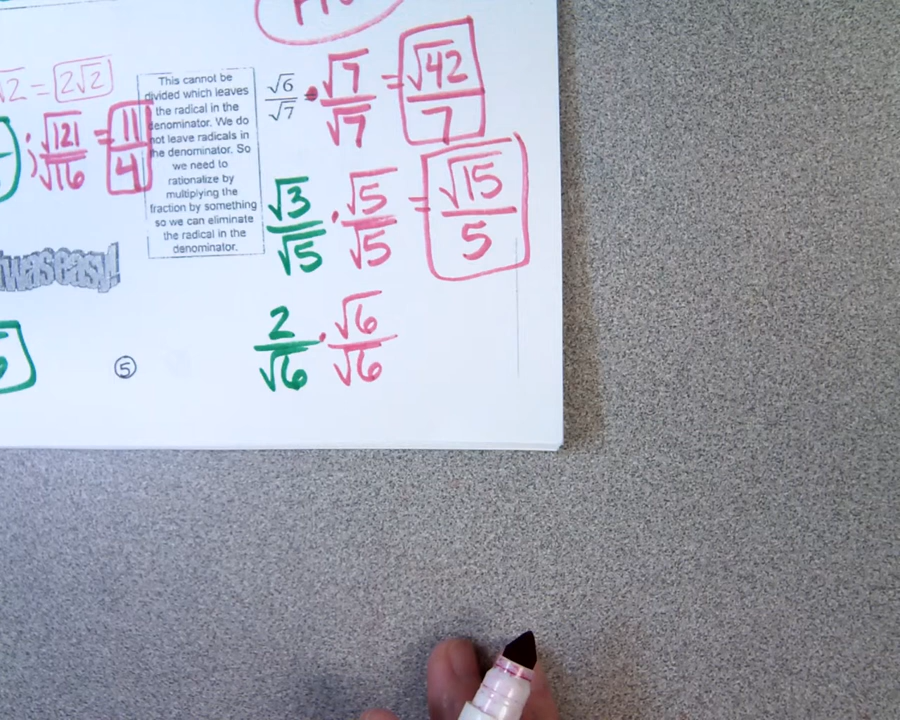 √2 = 2√2
√121/√16 = 11/4
This cannot be
divided which leaves
the radical in the
denominator. We do
not leave radicals in
the denominator. So
we need to
rationalize by
multiplying the
fraction by something
so we can eliminate
the radical in the
denominator.
√6/√7 • √7/√7 = √42/7
√3/√5 · √5/√5 = √15/5
was easy!
2/√6 · √6/√6
5